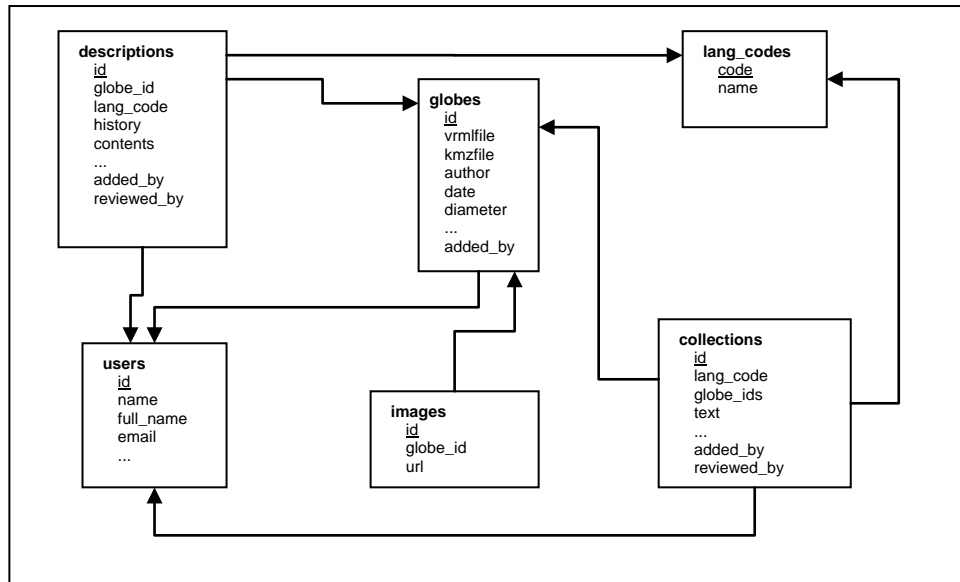 descriptions
id
globe_id
lang_code
history
contents
...
added_by
reviewed_by
lang_codes
code
name
globes
id
vrmlfile
kmzfile
author
date
diameter
...
added_by
users
id
name
full_name
email
...
images
id
globe_id
url
collections
id
lang_code
globe_ids
text
...
added_by
reviewed_by